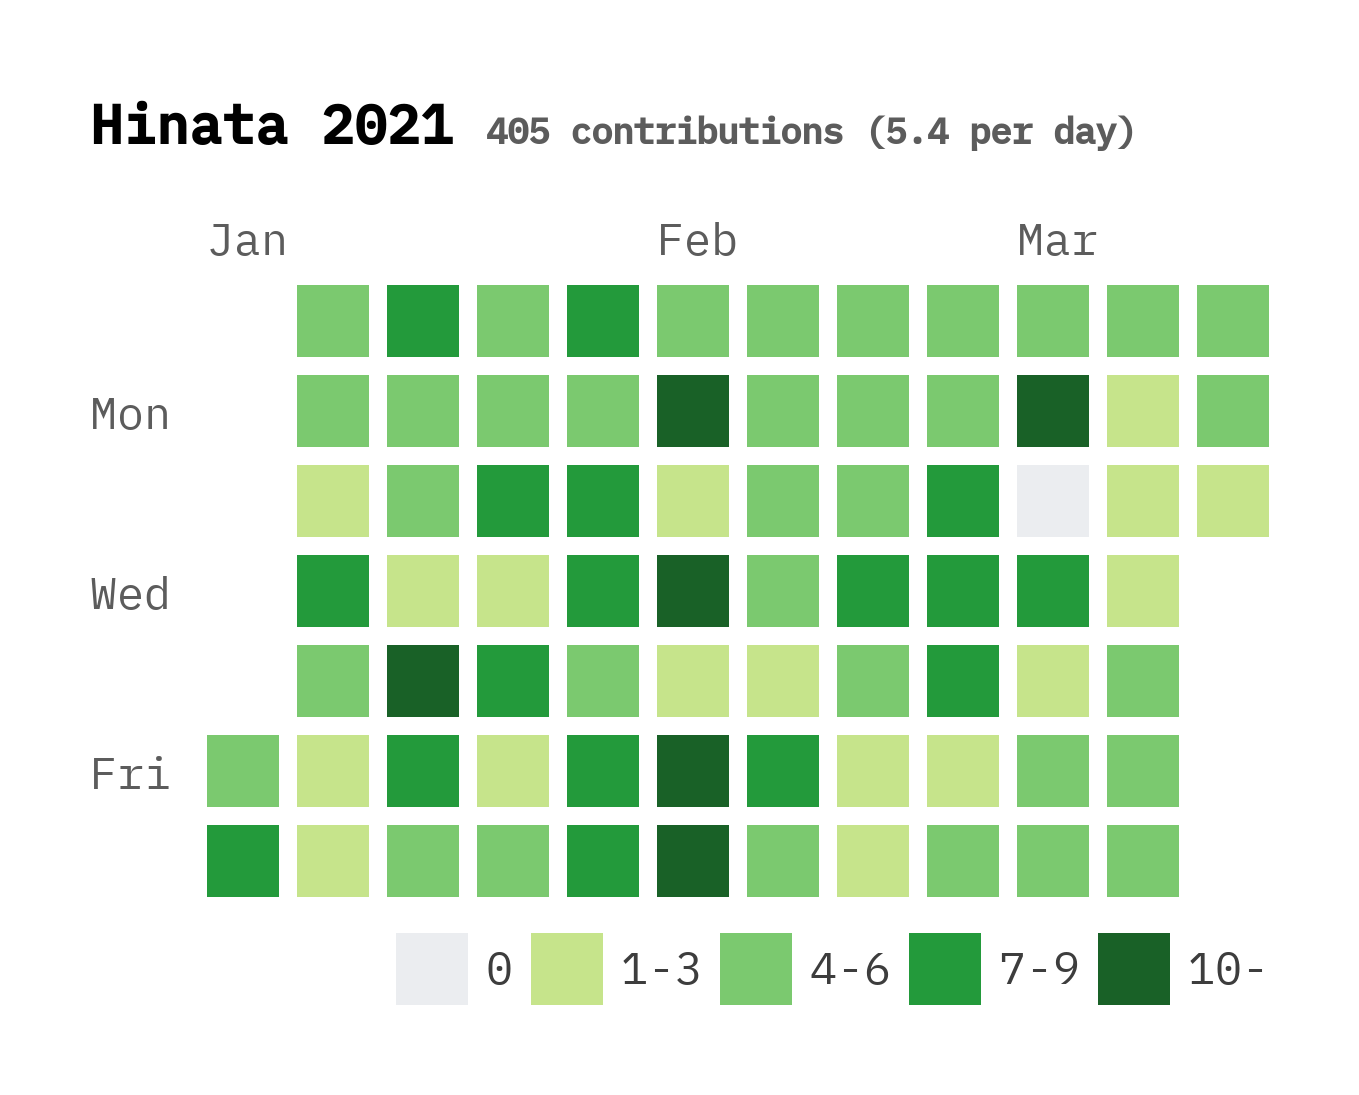 Hinata 2021 405 contributions (5.4 per day)
Jan Feb Mar
Mon
Wed
Fri
0 1-3 4-6 7-9 10-